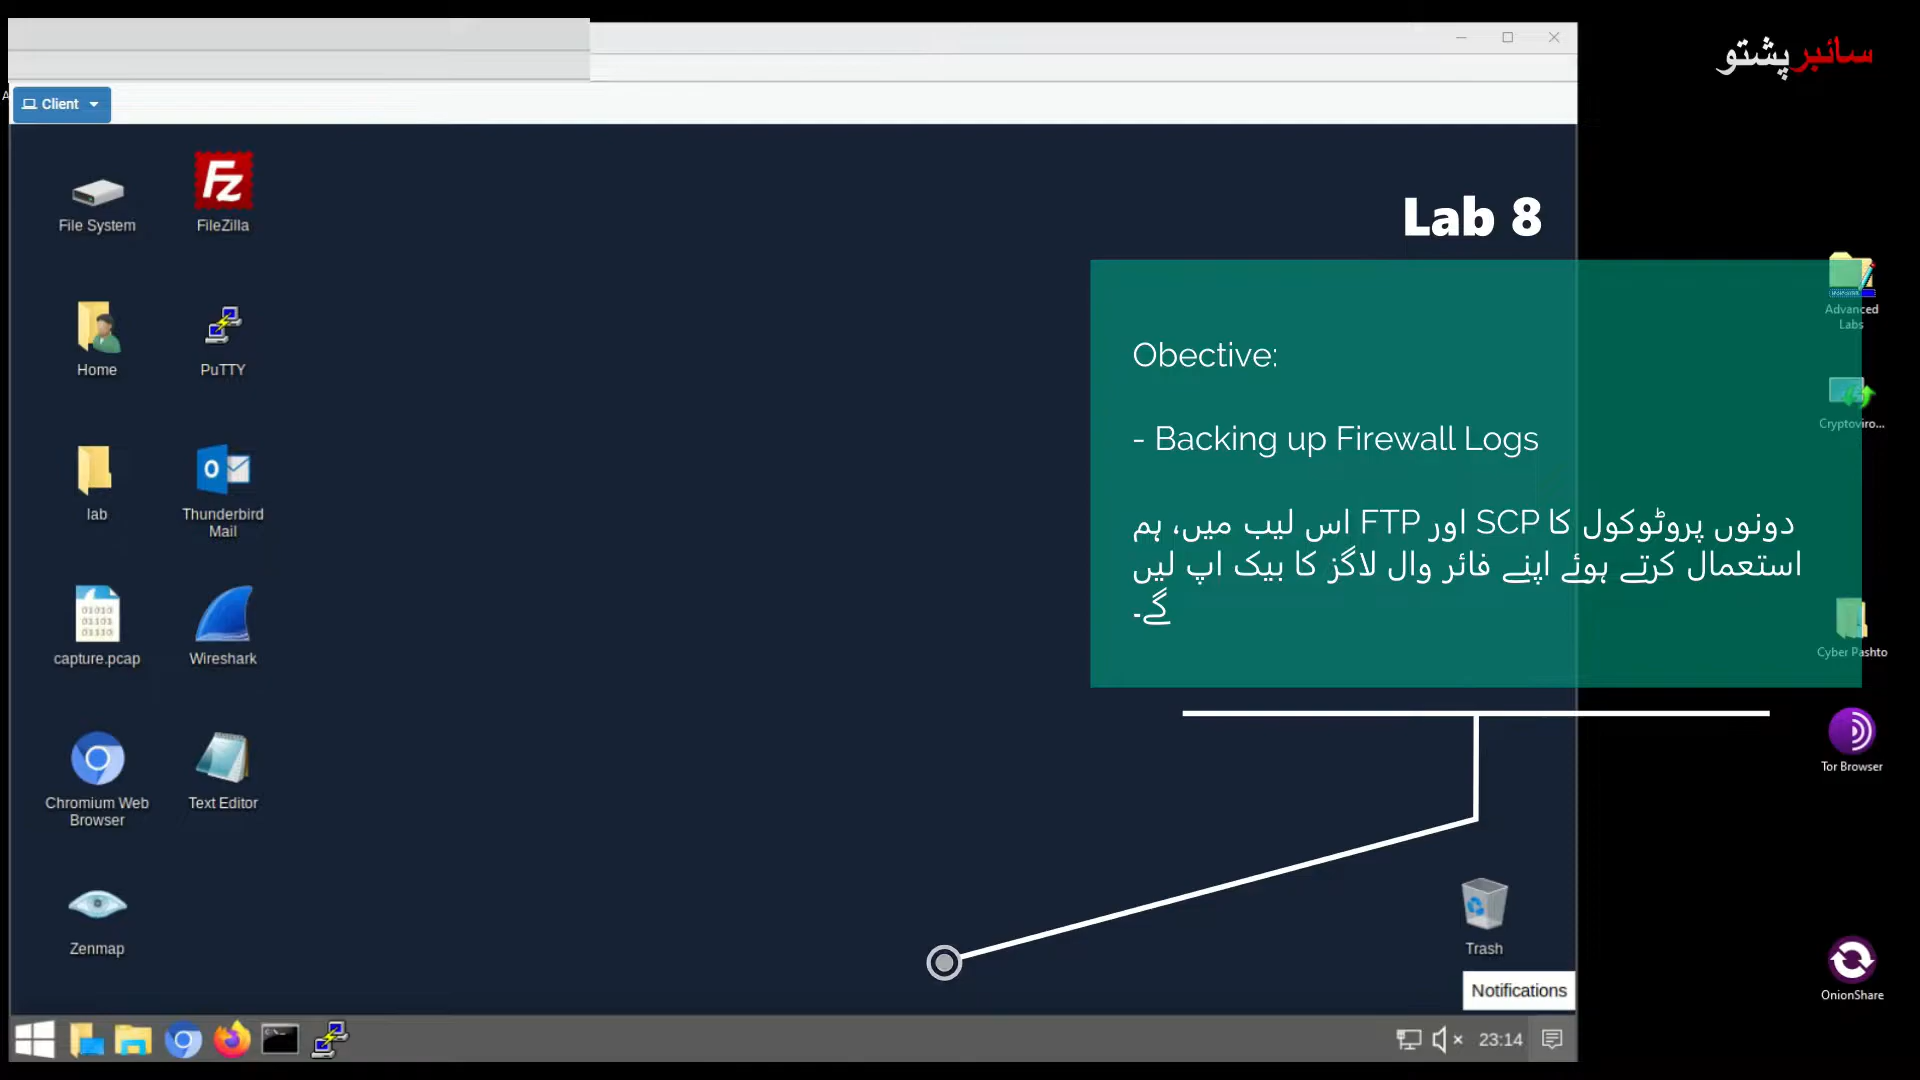 سائبر پشتو
A
Client
File System
FileZilla
Home
PuTTY
lab
Thunderbird
Mail
capture.pcap
Wireshark
Chromium Web
Browser
Text Editor
Zenmap
Lab 8
Obective:
- Backing up Firewall Logs
اس لیب میں، ہم FTP اور SCP دونوں پروٹوکول کا
استعمال کرتے ہوئے اپنے فائر وال لاگز کا بیک اپ لیں
گے۔
Trash
Notifications
23:14
Advanced
Labs
Cryptoviro...
Cyber Pashto
Tor Browser
OnionShare